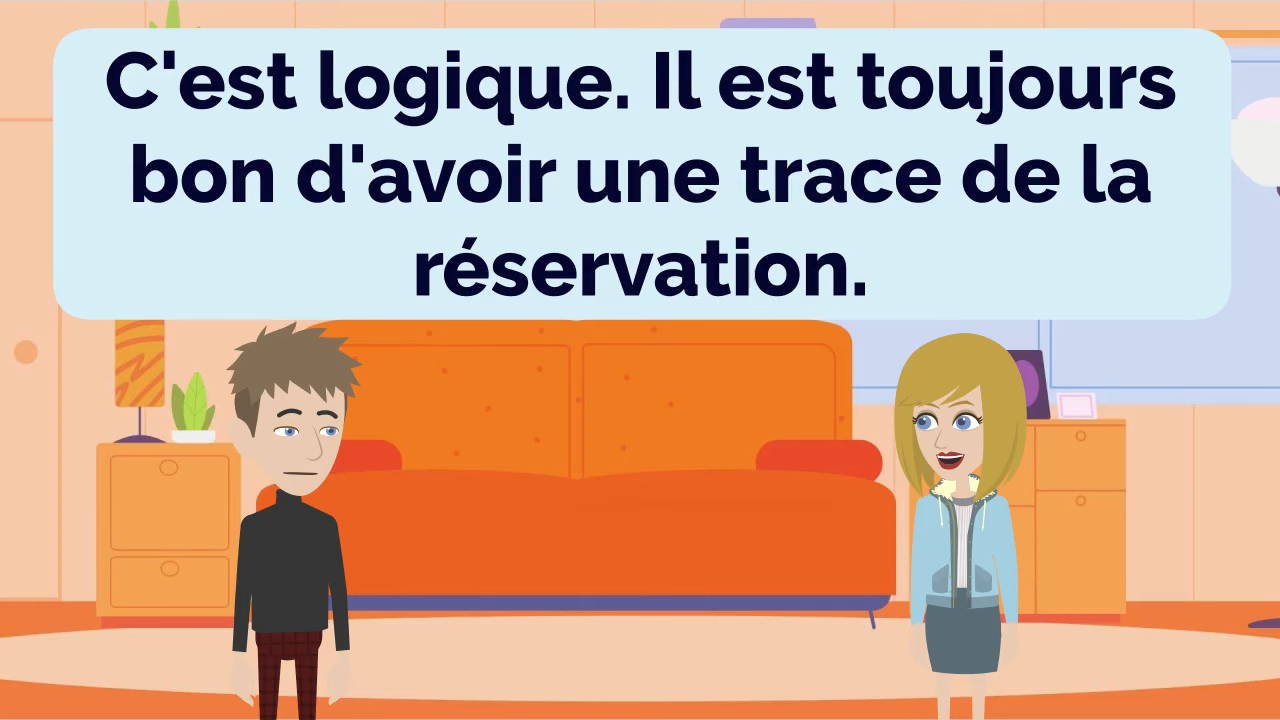 C'est logique. Il est toujours
bon d'avoir une trace de la
réservation.